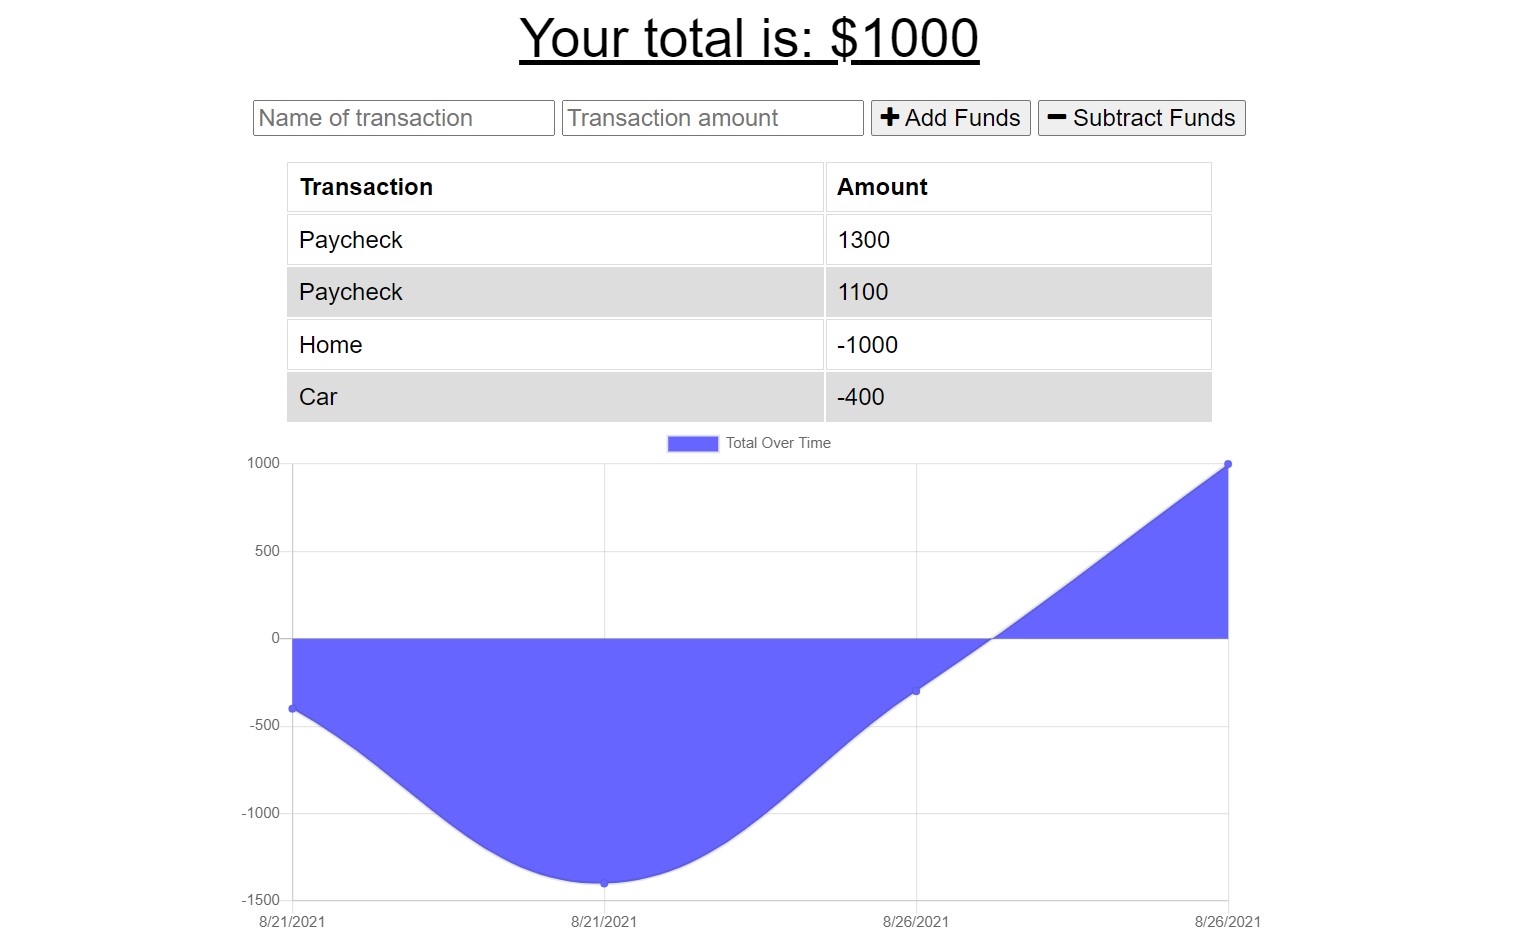 Your total is: $1000
Name of transaction Transaction amount Add Funds Subtract Funds
Transaction Amount
Paycheck 1300
Paycheck 1100
Home -1000
Car -400
Total Over Time
1000
500
0
-500
-1000
-1500
8/21/2021 8/21/2021 8/26/2021 8/26/2021